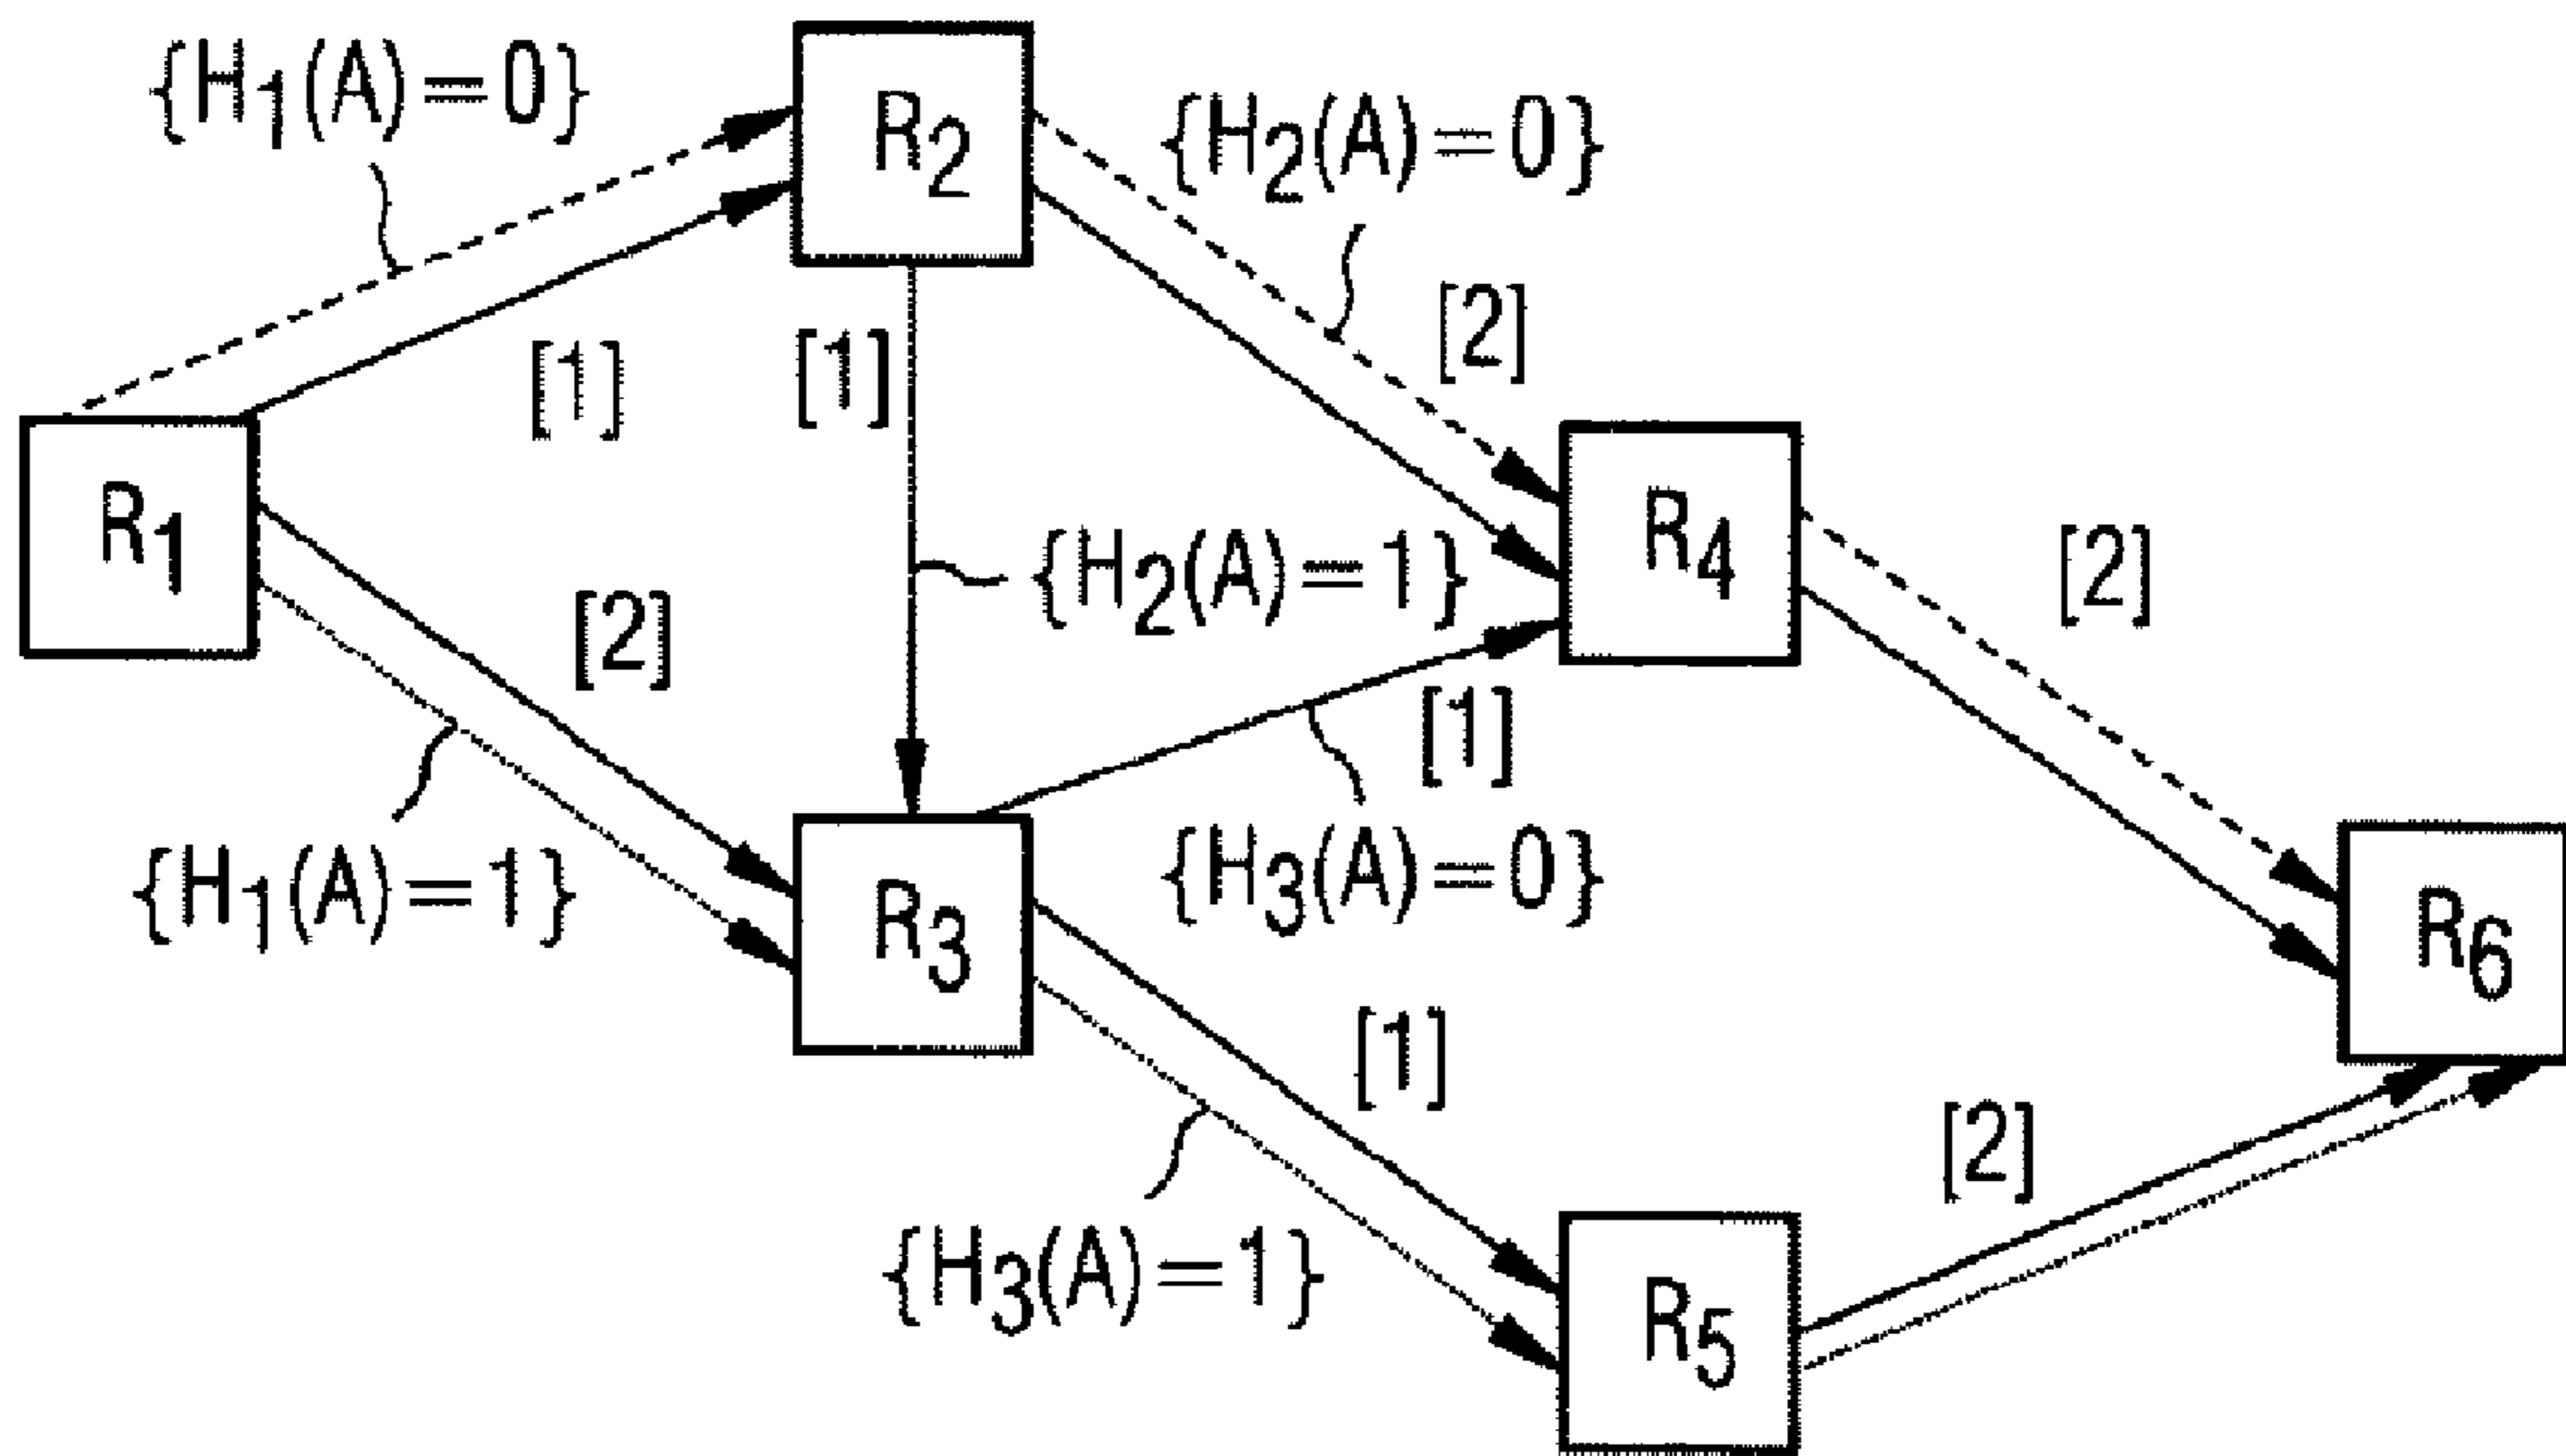 {H₁(A)=0}
R₂
{H₂(A)=0}
[1]
[1]
[2]
R₁
R₄
{H₂(A)=1}
[2]
[2]
[1]
{H₁(A)=1}
R₃
{H₃(A)=0}
R₆
[1]
[2]
{H₃(A)=1}
R₅